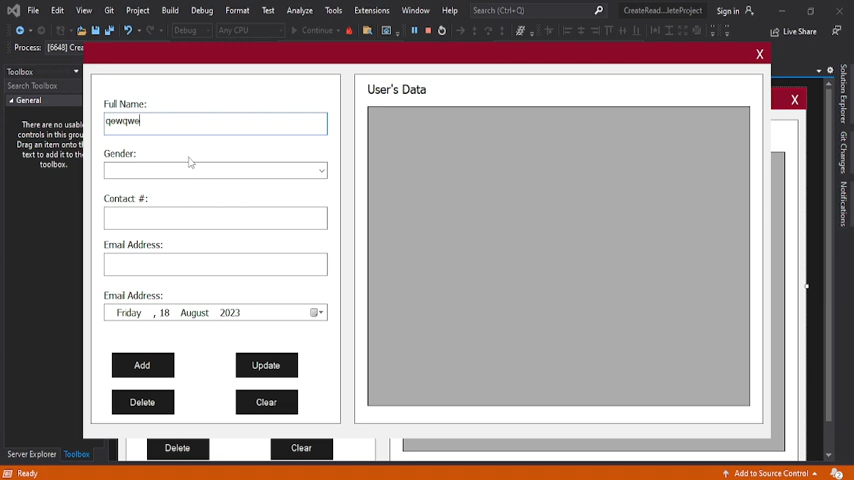 File Edit View Git Project Build Debug Format Test Analyze Tools Extensions Window Help Search (Ctrl+Q) CreateRead...leteProject Sign in
Debug Any CPU Continue Live Share
Process: [6648] Crea
Toolbox
Search Toolbox
General
There are no usable
controls in this group.
Drag an item onto this
text to add it to the
toolbox.
X
Full Name:
qewqwe
Gender:
Contact #:
Email Address:
Email Address:
Friday , 18 August 2023
Add Update
Delete Clear
User's Data
X
Delete Clear
Solution Explorer
Git Changes
Notifications
Server Explorer Toolbox
Ready Add to Source Control 2